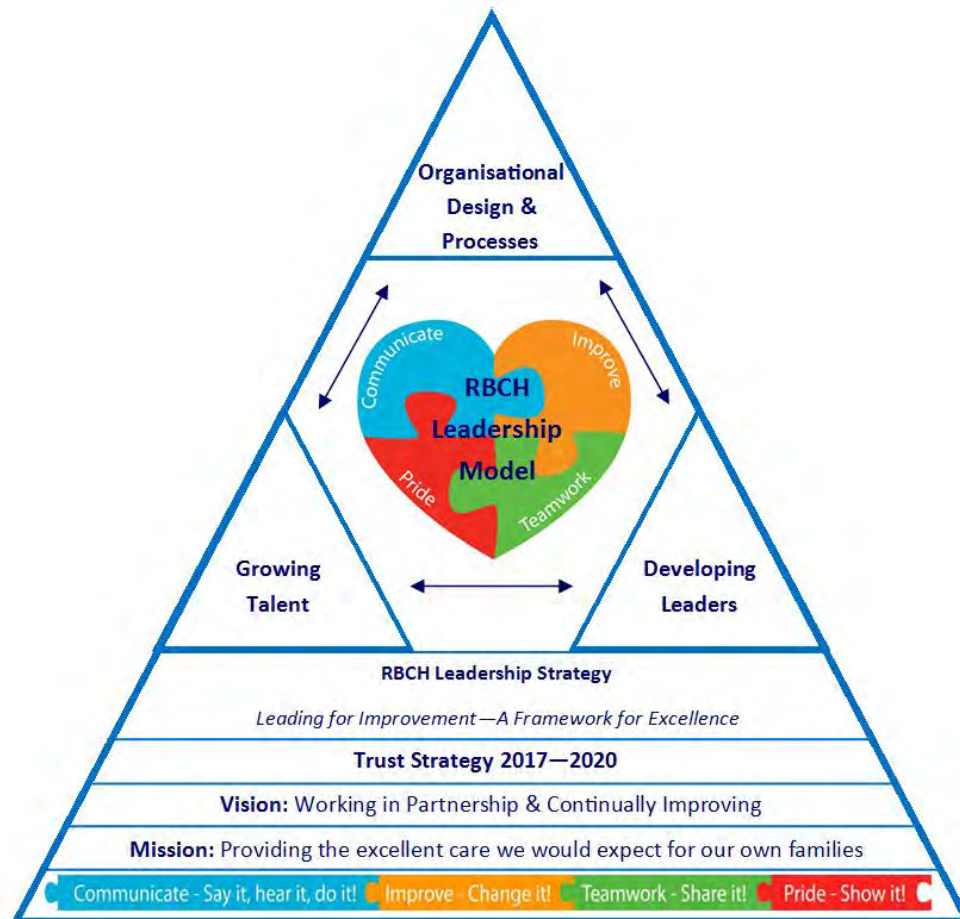 Organisational
Design &
Processes
Communicate
Improve
RBCH
Leadership
Model
Pride
Teamwork
Growing
Talent
Developing
Leaders
RBCH Leadership Strategy
Leading for Improvement—A Framework for Excellence
Trust Strategy 2017—2020
Vision: Working in Partnership & Continually Improving
Mission: Providing the excellent care we would expect for our own families
Communicate - Say it, hear it, do it! Improve - Change it! Teamwork - Share it! Pride - Show it!